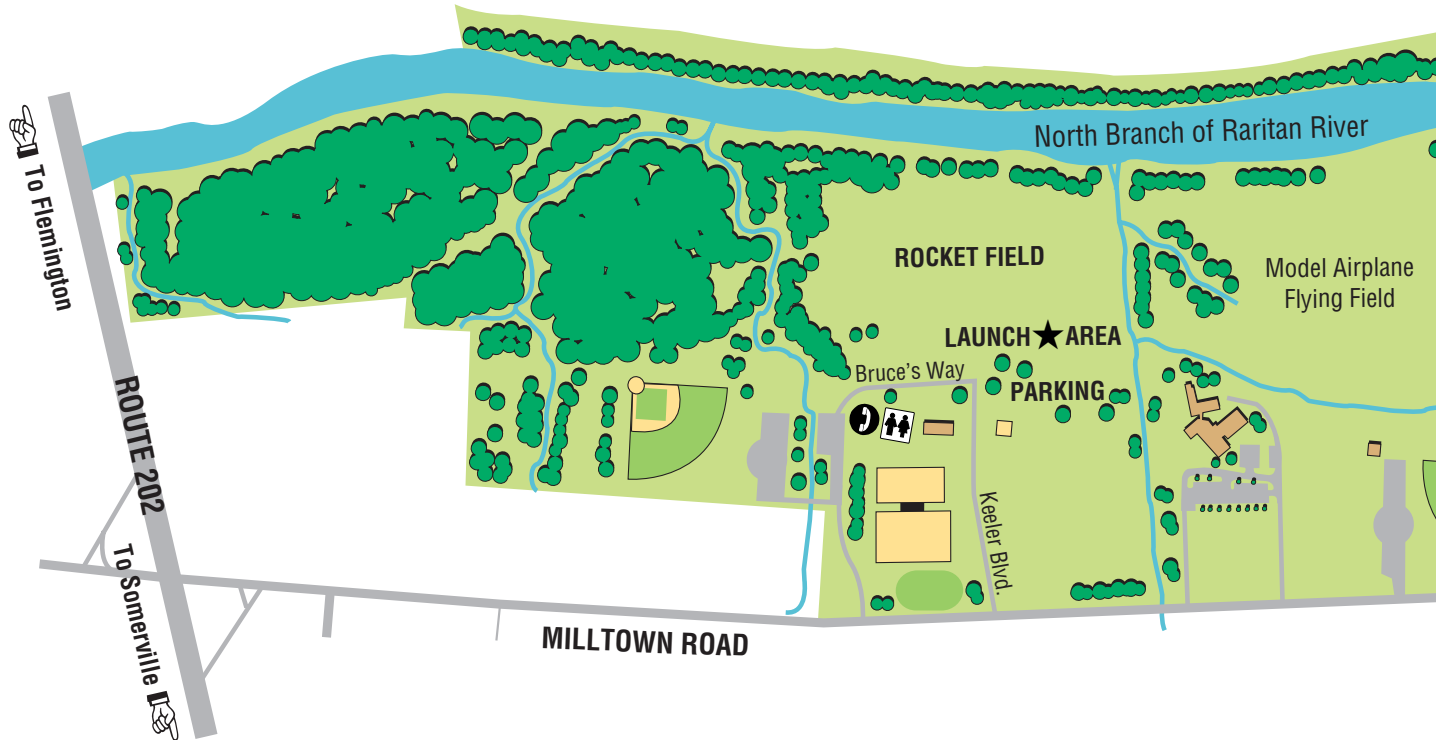 North Branch of Raritan River
To Flemington
ROCKET FIELD
Model Airplane
Flying Field
LAUNCH ★ AREA
Bruce's Way
PARKING
ROUTE 202
Keeler Blvd.
To Somerville
MILLTOWN ROAD